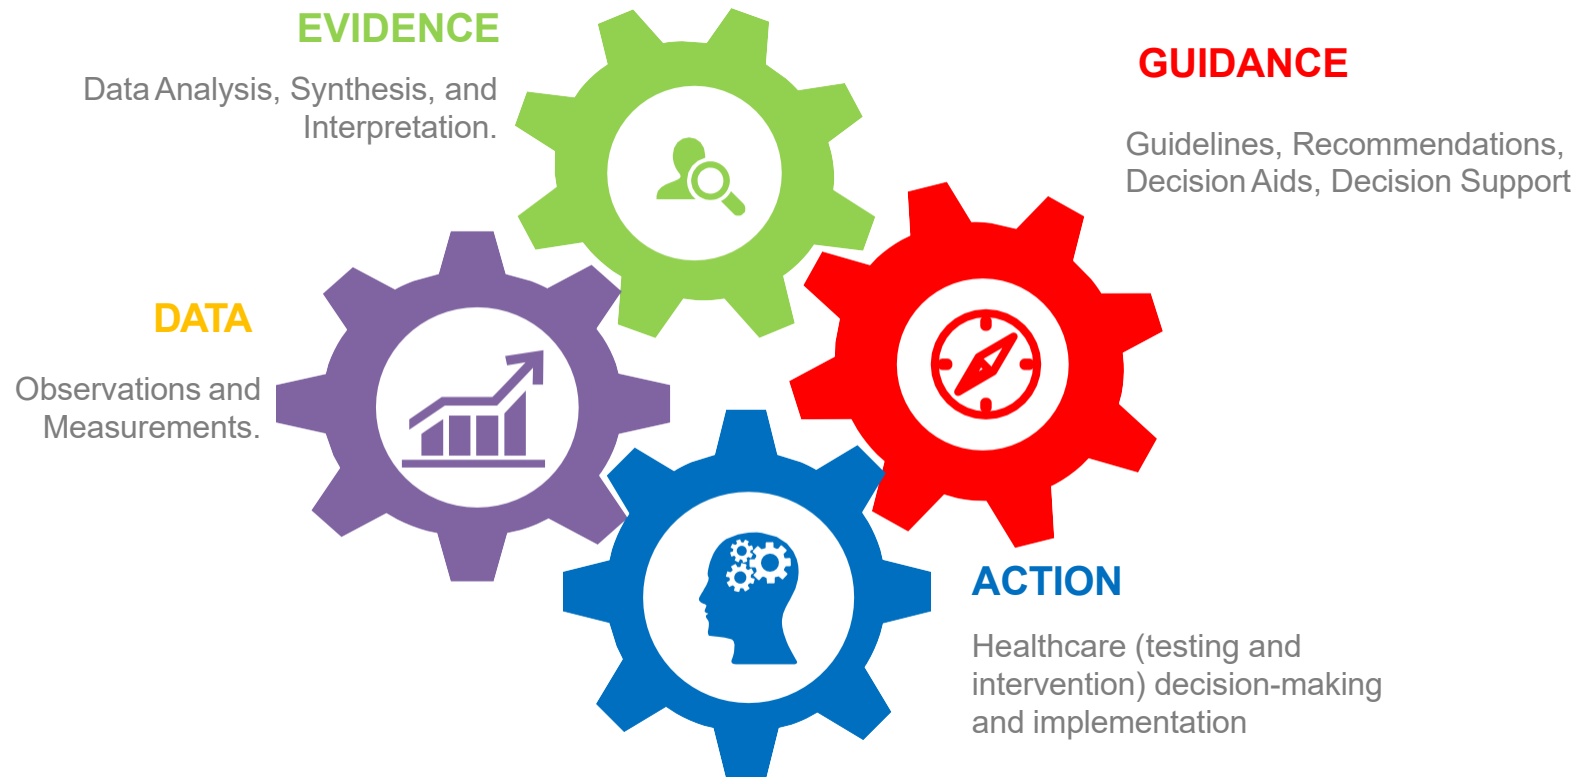 EVIDENCE
Data Analysis, Synthesis, and
Interpretation.
GUIDANCE
Guidelines, Recommendations,
Decision Aids, Decision Support
DATA
Observations and
Measurements.
ACTION
Healthcare (testing and
intervention) decision-making
and implementation